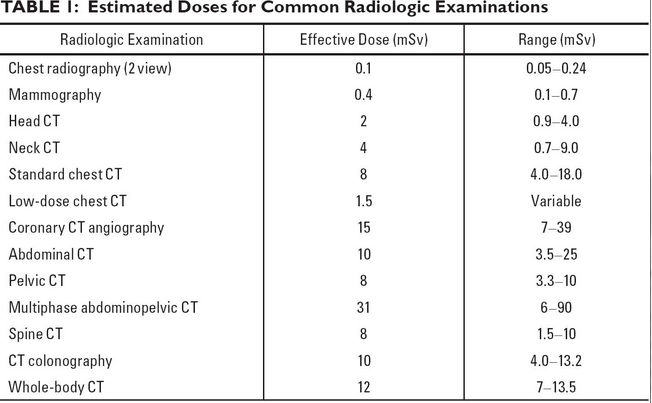 TABLE 1: Estimated Doses for Common Radiologic Examinations
Radiologic Examination Effective Dose (mSv) Range (mSv)
Chest radiography (2 view) 0.1 0.05–0.24
Mammography 0.4 0.1–0.7
Head CT 2 0.9–4.0
Neck CT 4 0.7–9.0
Standard chest CT 8 4.0–18.0
Low-dose chest CT 1.5 Variable
Coronary CT angiography 15 7–39
Abdominal CT 10 3.5–25
Pelvic CT 8 3.3–10
Multiphase abdominopelvic CT 31 6–90
Spine CT 8 1.5–10
CT colonography 10 4.0–13.2
Whole-body CT 12 7–13.5